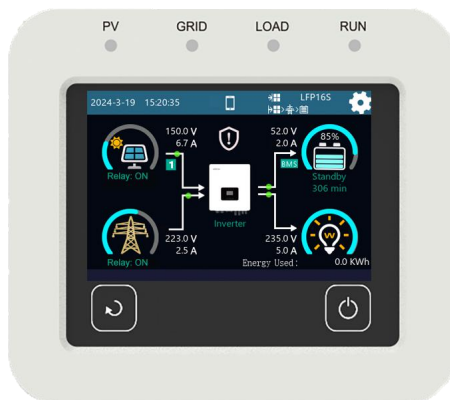 PV GRID LOAD RUN
2024-3-19 15:20:35 LFP16S
150.0 V 52.0 V 85%
6.7 A 2.0 A
1 BMS
Relay: ON Standby
306 min
Inverter
223.0 V 235.0 V
2.5 A 5.0 A
Relay: ON Energy Used: 0.0 KWh